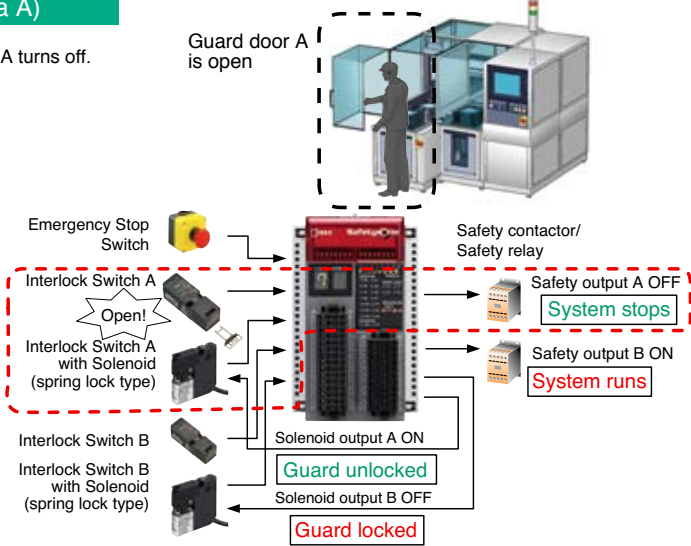 a A)
A turns off.
Guard door A
is open
Emergency Stop
Switch
Safety contactor/
Safety relay
Interlock Switch A
Open!
Safety output A OFF
System stops
Interlock Switch A
with Solenoid
(spring lock type)
Safety output B ON
System runs
Interlock Switch B
Solenoid output A ON
Guard unlocked
Interlock Switch B
with Solenoid
(spring lock type)
Solenoid output B OFF
Guard locked